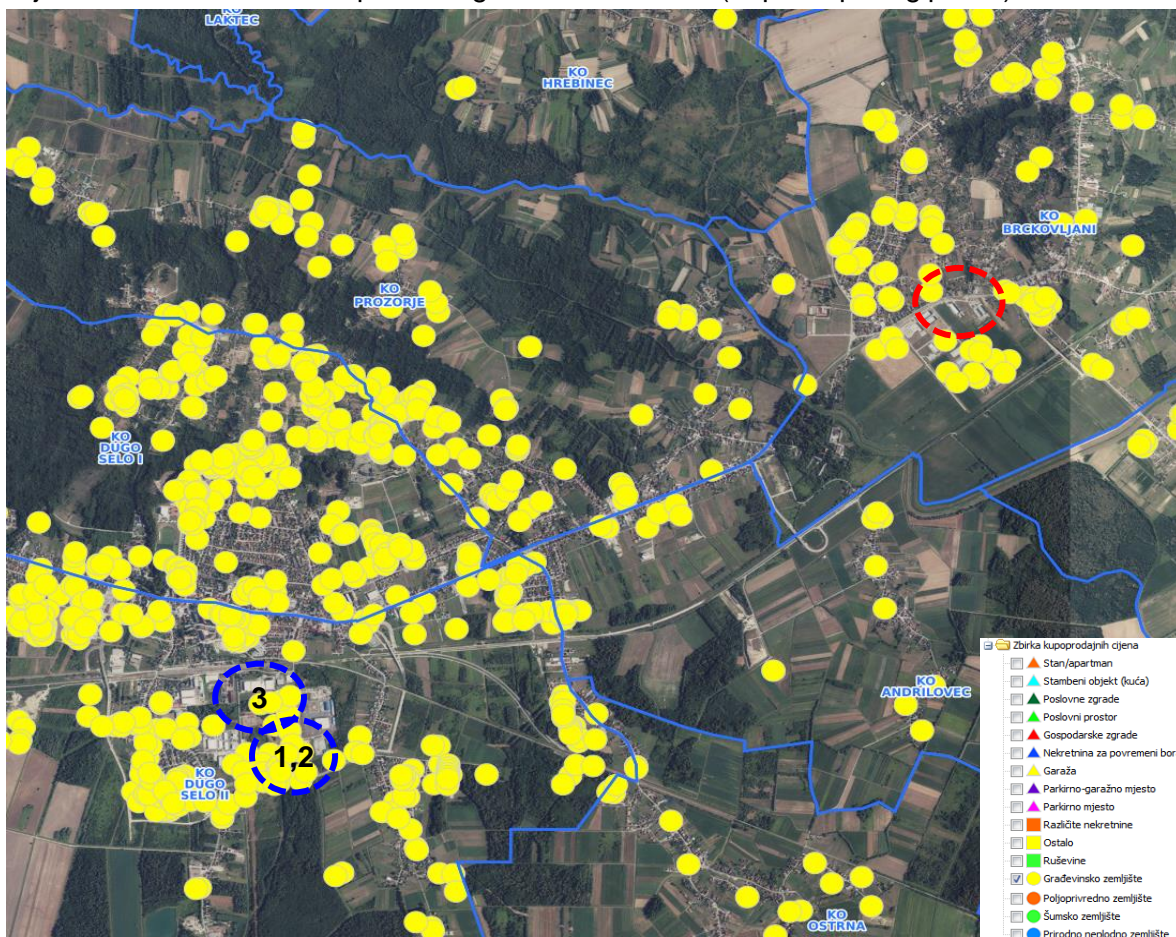 KO
LAKTEC
KO
HREBINEC
KO
BRCKOVLJANI
KO
PROZORJE
KO
DUGO
SELO I
3
1,2
KO
DUGO
SELO II
KO
ANDRILOVEC
KO
OSTRNA
Zbirka kupoprodajnih cijena
Stan/apartman
Stambeni objekt (kuća)
Poslovne zgrade
Poslovni prostor
Gospodarske zgrade
Nekretnina za povremeni bor
Garaža
Parkirno-garažno mjesto
Parkirno mjesto
Različite nekretnine
Ostalo
Ruševine
Građevinsko zemljište
Poljoprivredno zemljište
Šumsko zemljište
Prirodno neplodno zemljište